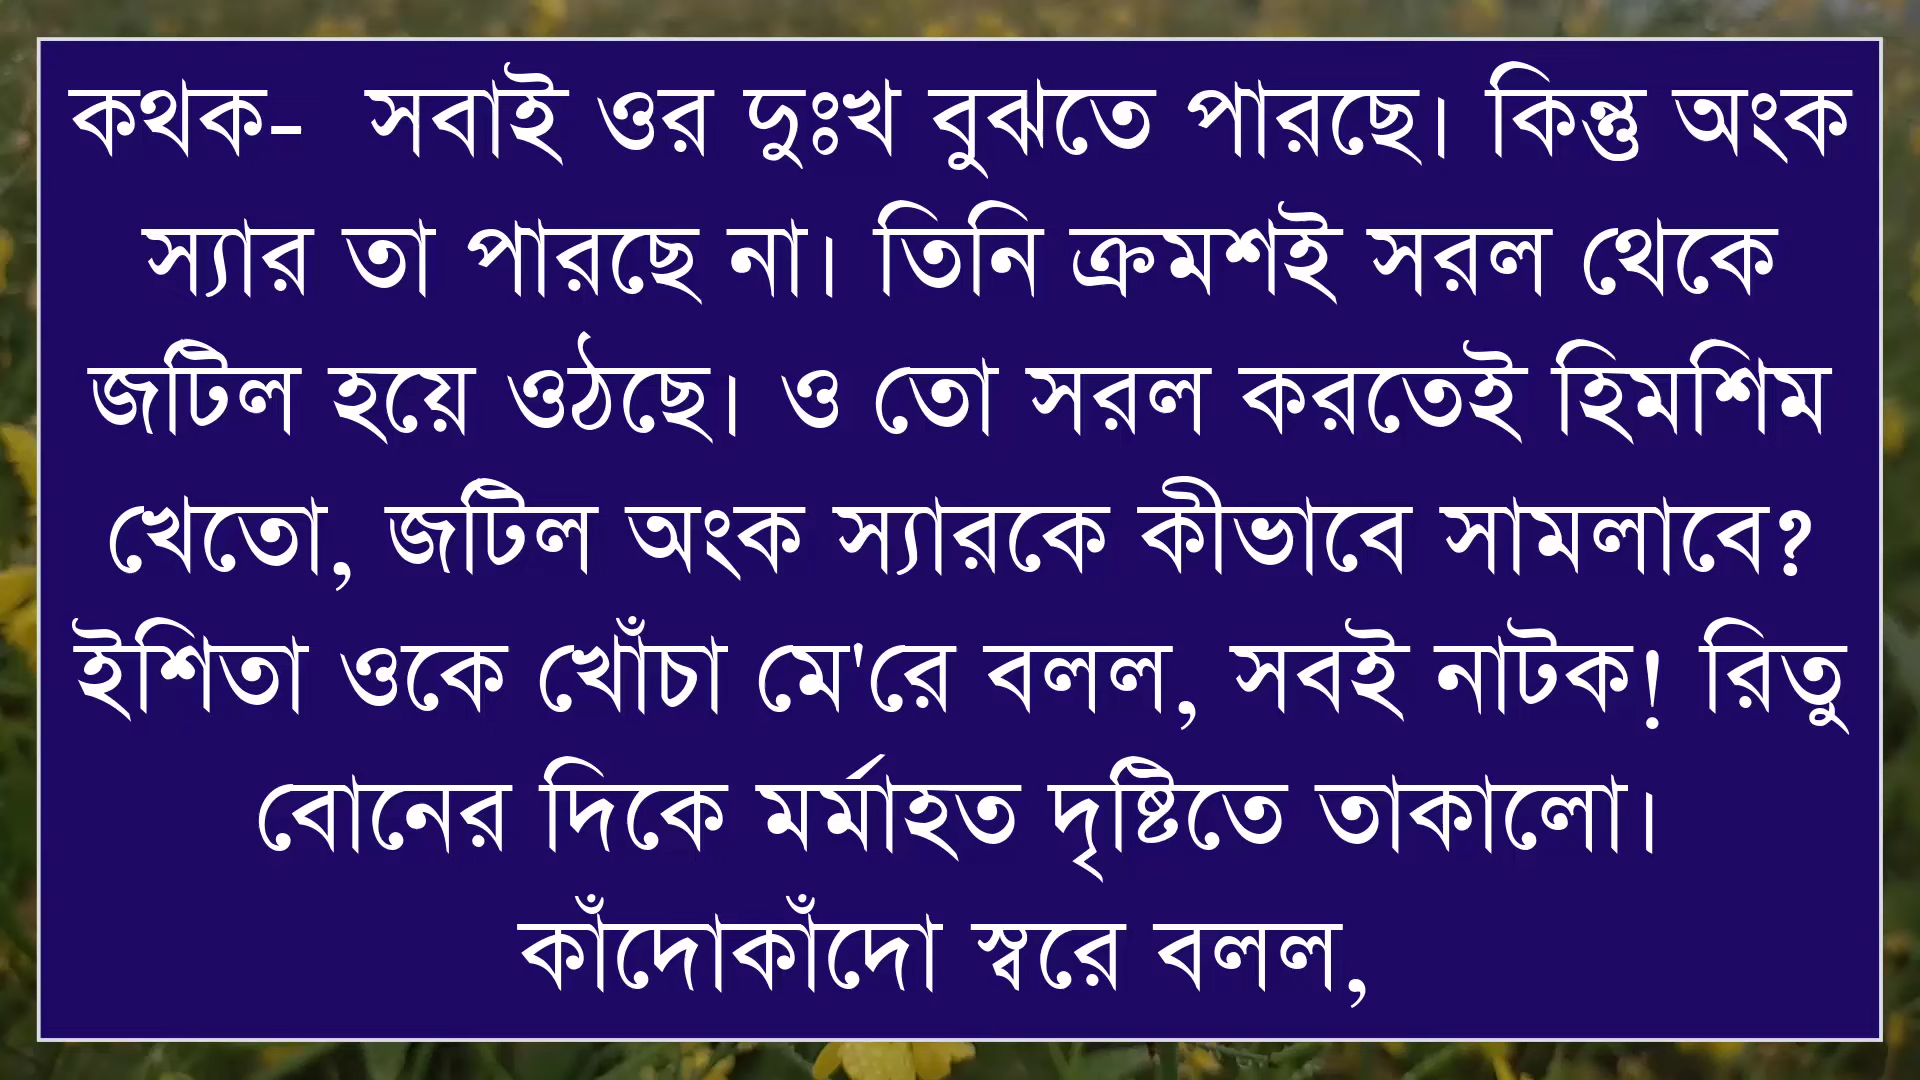 কথক-  সবাই ওর দুঃখ বুঝতে পারছে। কিন্তু অংক
স্যার তা পারছে না। তিনি ক্রমশই সরল থেকে
জটিল হয়ে ওঠছে। ও তো সরল করতেই হিমশিম
খেতো, জটিল অংক স্যারকে কীভাবে সামলাবে?
ইশিতা ওকে খোঁচা মে'রে বলল, সবই নাটক! রিতু
বোনের দিকে মর্মাহত দৃষ্টিতে তাকালো।
কাঁদোকাঁদো স্বরে বলল,